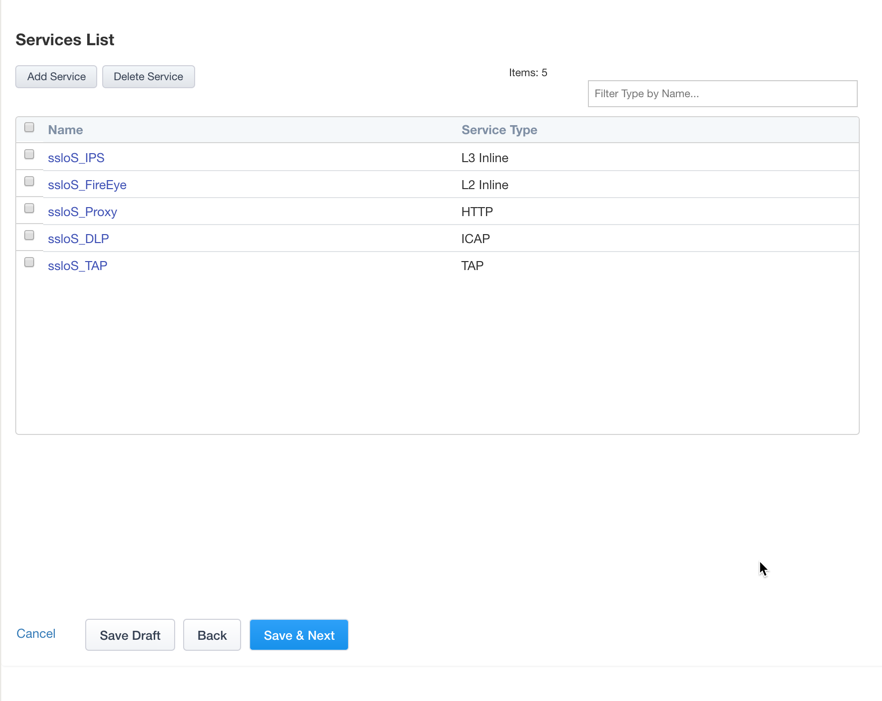 Services List
Add Service Delete Service Items: 5
Filter Type by Name...
Name Service Type
ssloS_IPS L3 Inline
ssloS_FireEye L2 Inline
ssloS_Proxy HTTP
ssloS_DLP ICAP
ssloS_TAP TAP
Cancel Save Draft Back Save & Next